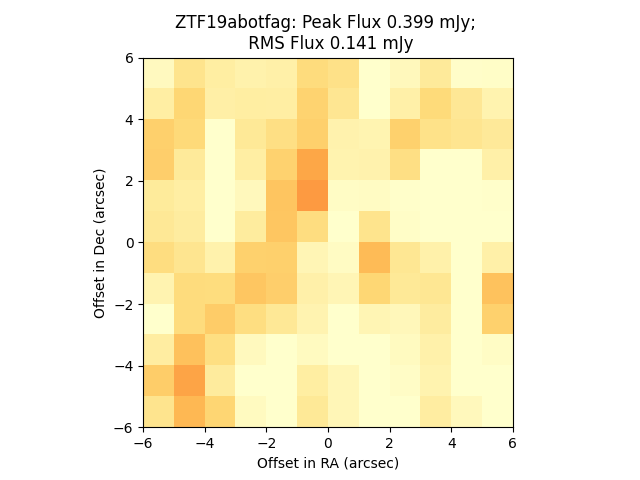 ZTF19abotfag: Peak Flux 0.399 mJy;
RMS Flux 0.141 mJy
6
4
2
0
−2
−4
−6
Offset in Dec (arcsec)
−6 −4 −2 0 2 4 6
Offset in RA (arcsec)